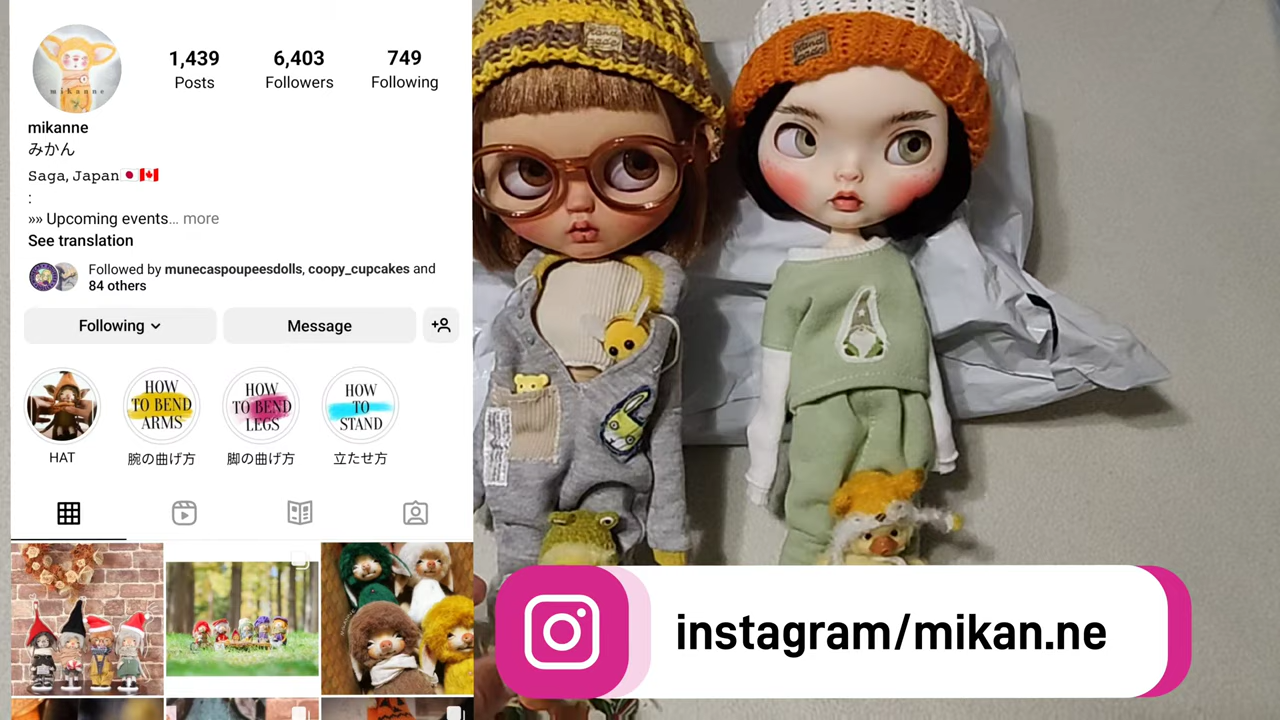 mikanne
1,439 6,403 749
Posts Followers Following
mikanne
みかん
Saga, Japan🇯🇵🇨🇦
:
»» Upcoming events... more
See translation
Followed by munecaspoupeesdolls, coopy_cupcakes and
84 others
Following Message
HOW TO BEND ARMS
HOW TO BEND LEGS
HOW TO STAND
HAT 腕の曲げ方 脚の曲げ方 立たせ方
instagram/mikan.ne